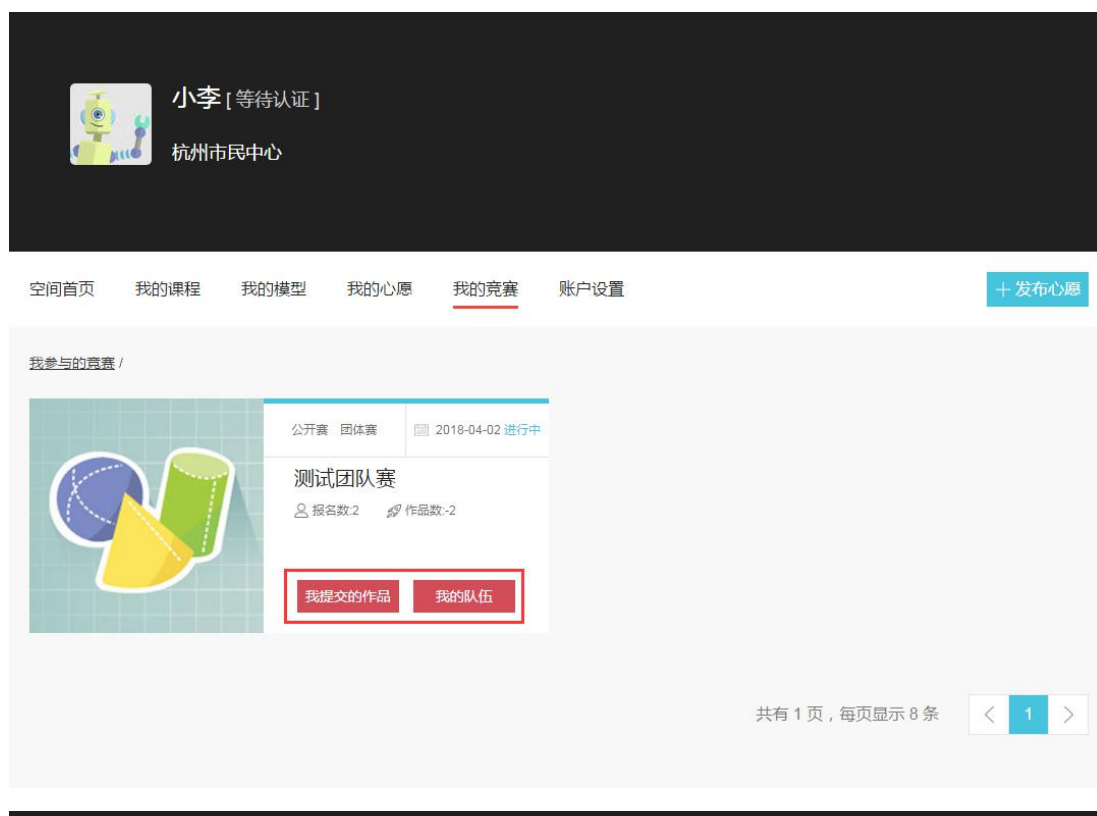 小李 [ 等待认证 ]
杭州市民中心
空间首页 我的课程 我的模型 我的心愿 我的竞赛 账户设置 + 发布心愿
我参与的竞赛 /
公开赛 团体赛 2018-04-02 进行中
测试团队赛
报名数:2 作品数:-2
我提交的作品 我的队伍
共有 1 页 , 每页显示 8 条 < 1 >